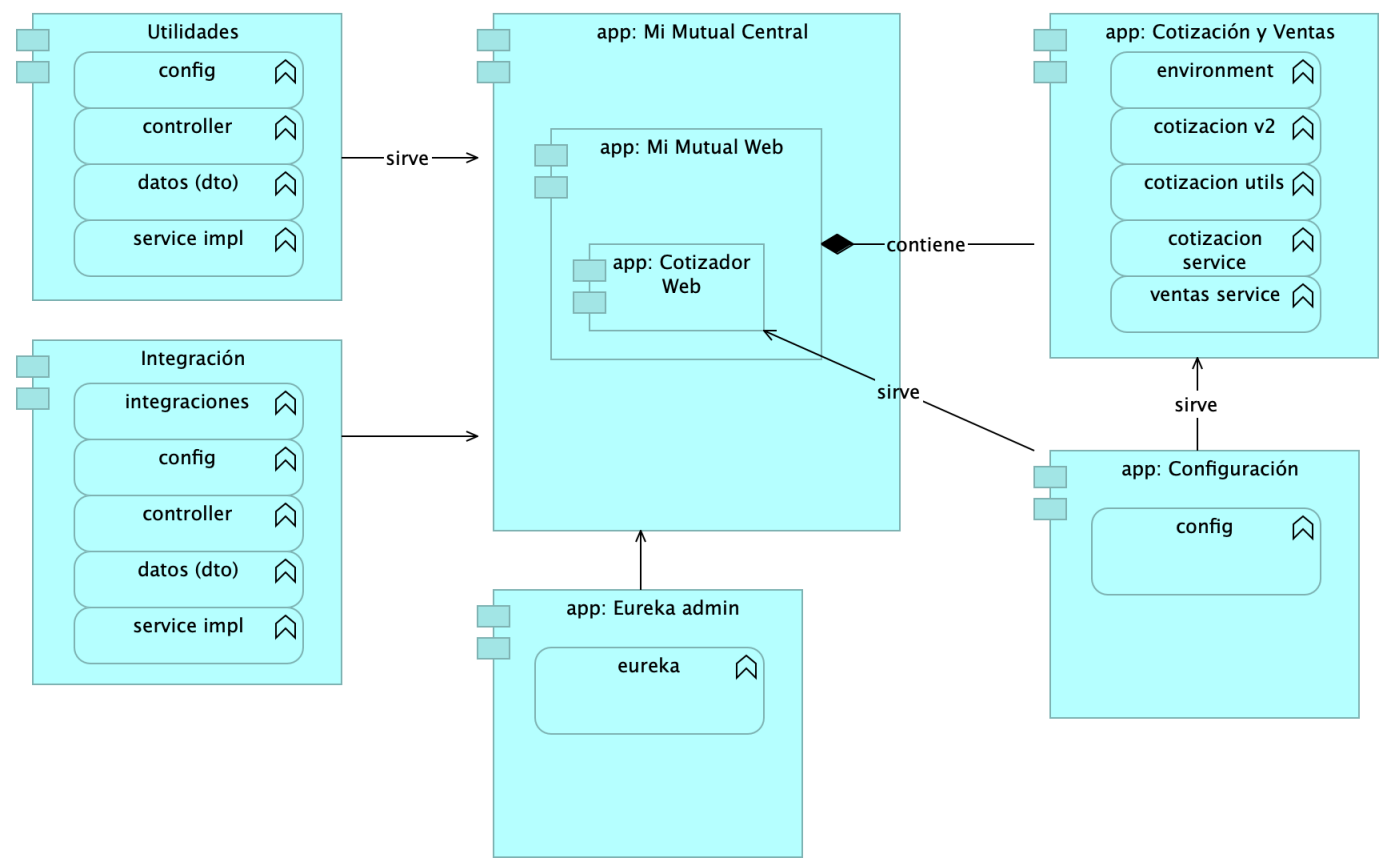 Utilidades
config
controller
datos (dto)
service impl
sirve
app: Mi Mutual Central
app: Mi Mutual Web
app: Cotizador
Web
contiene
app: Cotización y Ventas
environment
cotizacion v2
cotizacion utils
cotizacion
service
ventas service
Integración
integraciones
config
controller
datos (dto)
service impl
sirve
sirve
app: Eureka admin
eureka
app: Configuración
config